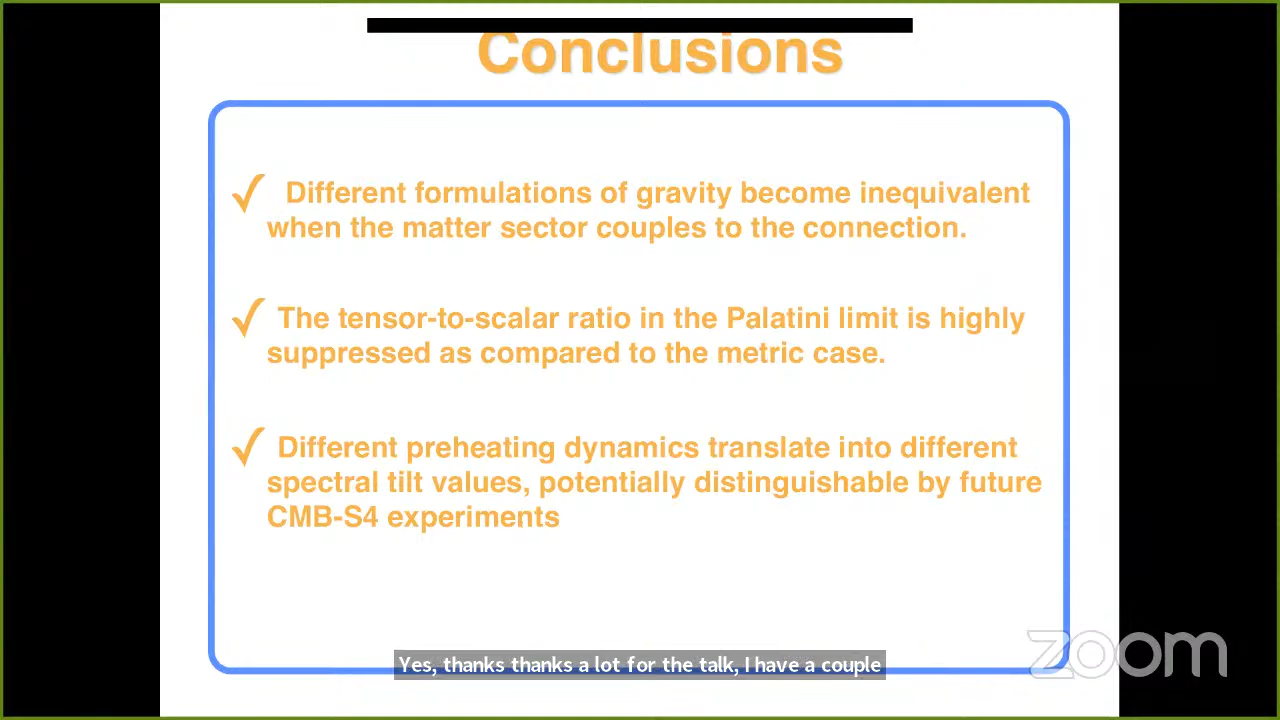 Conclusions
✓ Different formulations of gravity become inequivalent
when the matter sector couples to the connection.
✓ The tensor-to-scalar ratio in the Palatini limit is highly
suppressed as compared to the metric case.
✓ Different preheating dynamics translate into different
spectral tilt values, potentially distinguishable by future
CMB-S4 experiments
Yes, thanks thanks a lot for the talk, I have a couple
zoom